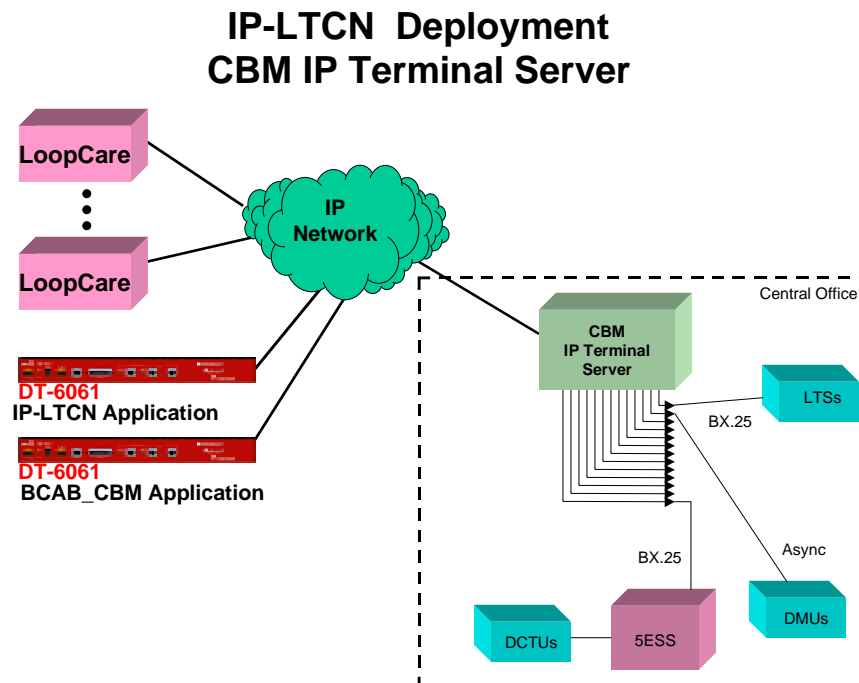 IP-LTCN Deployment
CBM IP Terminal Server
LoopCare
LoopCare
IP
Network
Central Office
CBM
IP Terminal
Server
LTSs
BX.25
DT-6061
IP-LTCN Application
DT-6061
BCAB_CBM Application
Async
BX.25
DCTUs
5ESS
DMUs